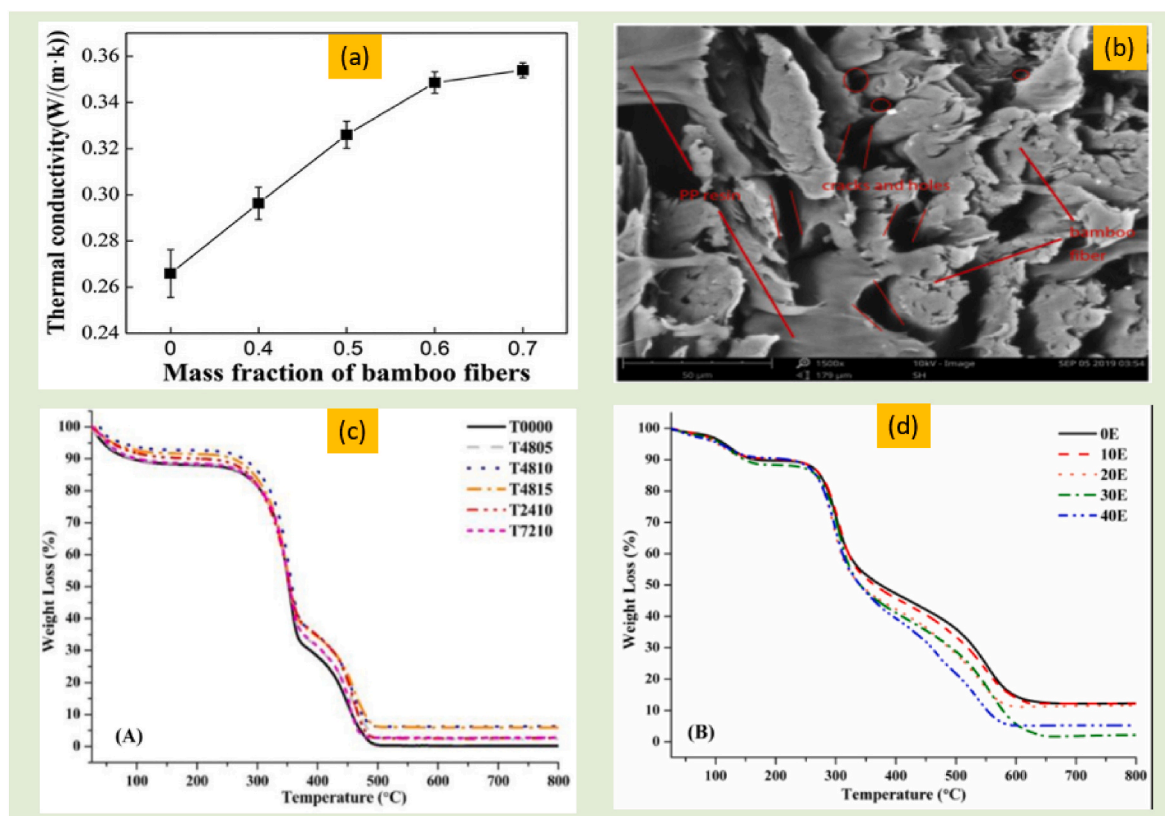 (a)
Thermal conductivity(W/(m·k))
0.36
0.34
0.32
0.30
0.28
0.26
0.24
0 0.4 0.5 0.6 0.7
Mass fraction of bamboo fibers
(b)
PP resin
cracks and holes
bamboo
fiber
50 µm
1500x
179 µm
10kV - Image
SH
SEP 05 2019 03:54
(c)
Weight Loss (%)
100
90
80
70
60
50
40
30
20
10
0
T0000
T4805
T4810
T4815
T2410
T7210
(A)
100 200 300 400 500 600 700 800
Temperature (°C)
(d)
Weight Loss (%)
100
90
80
70
60
50
40
30
20
10
0
0E
10E
20E
30E
40E
(B)
100 200 300 400 500 600 700 800
Temperature (°C)